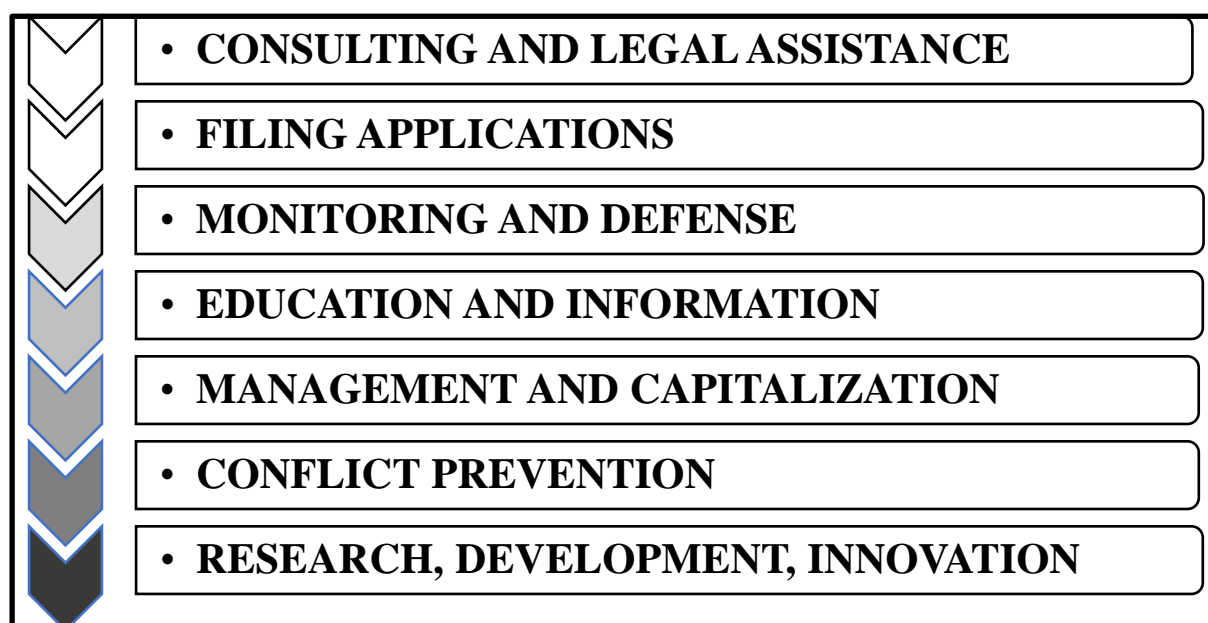 • CONSULTING AND LEGAL ASSISTANCE
• FILING APPLICATIONS
• MONITORING AND DEFENSE
• EDUCATION AND INFORMATION
• MANAGEMENT AND CAPITALIZATION
• CONFLICT PREVENTION
• RESEARCH, DEVELOPMENT, INNOVATION